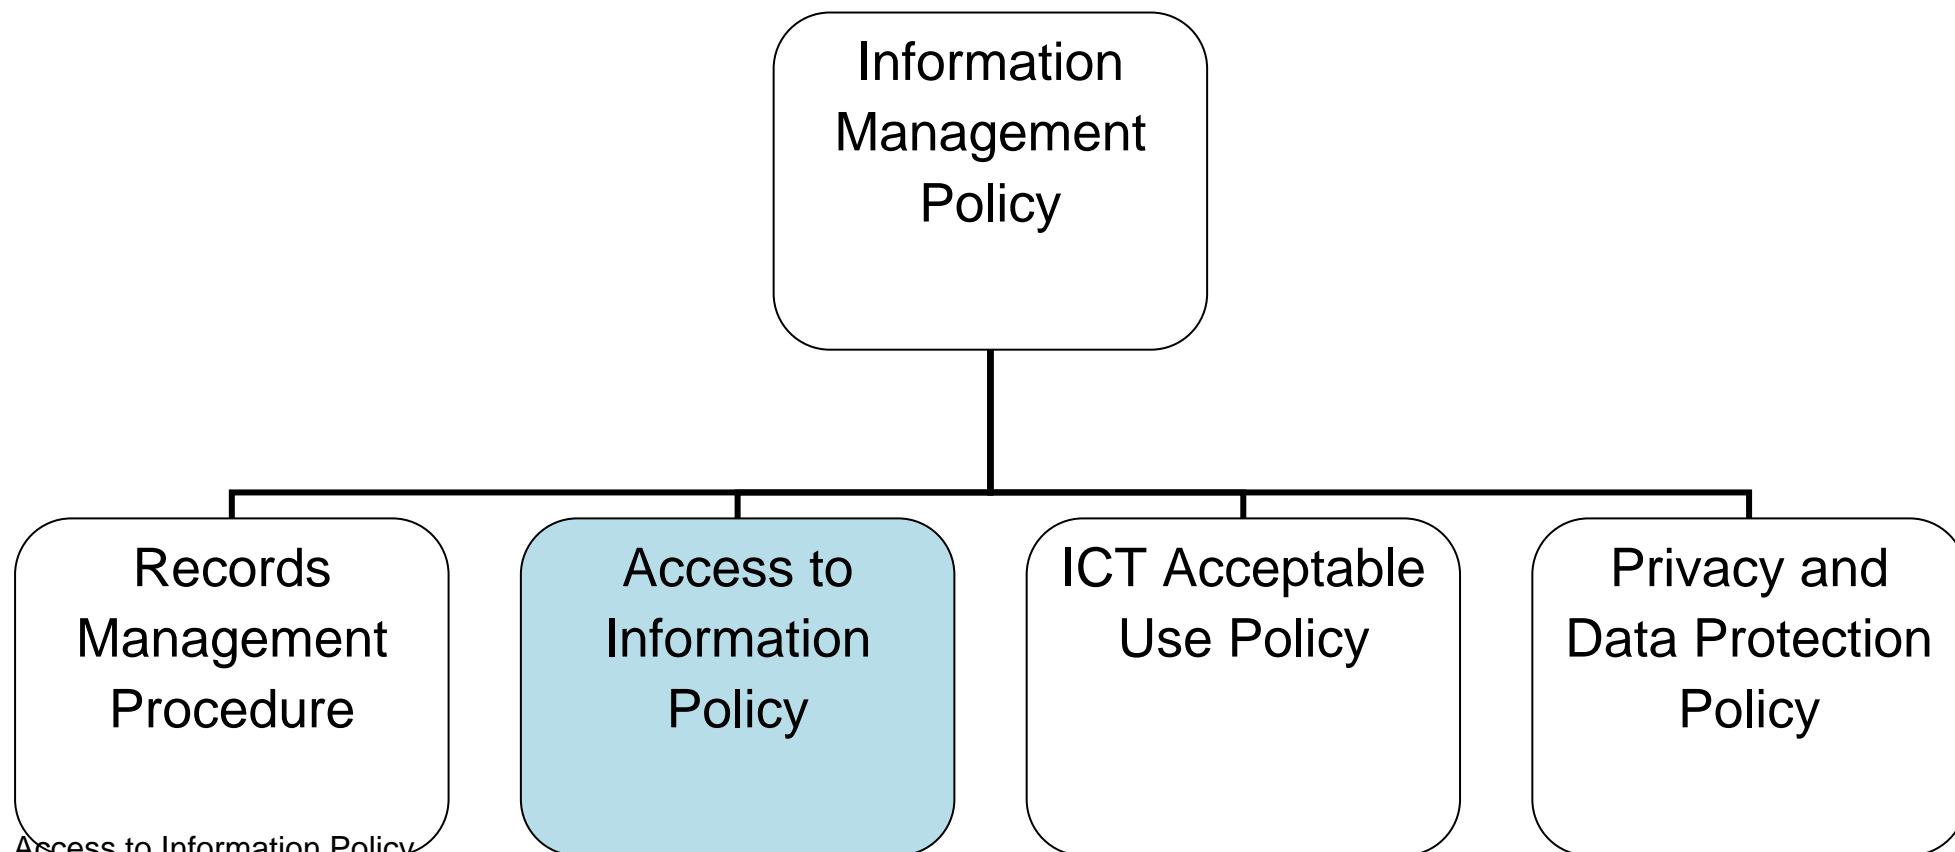 Information
Management
Policy
Records
Management
Procedure
Access to
Information
Policy
ICT Acceptable
Use Policy
Privacy and
Data Protection
Policy
Access to Information Policy